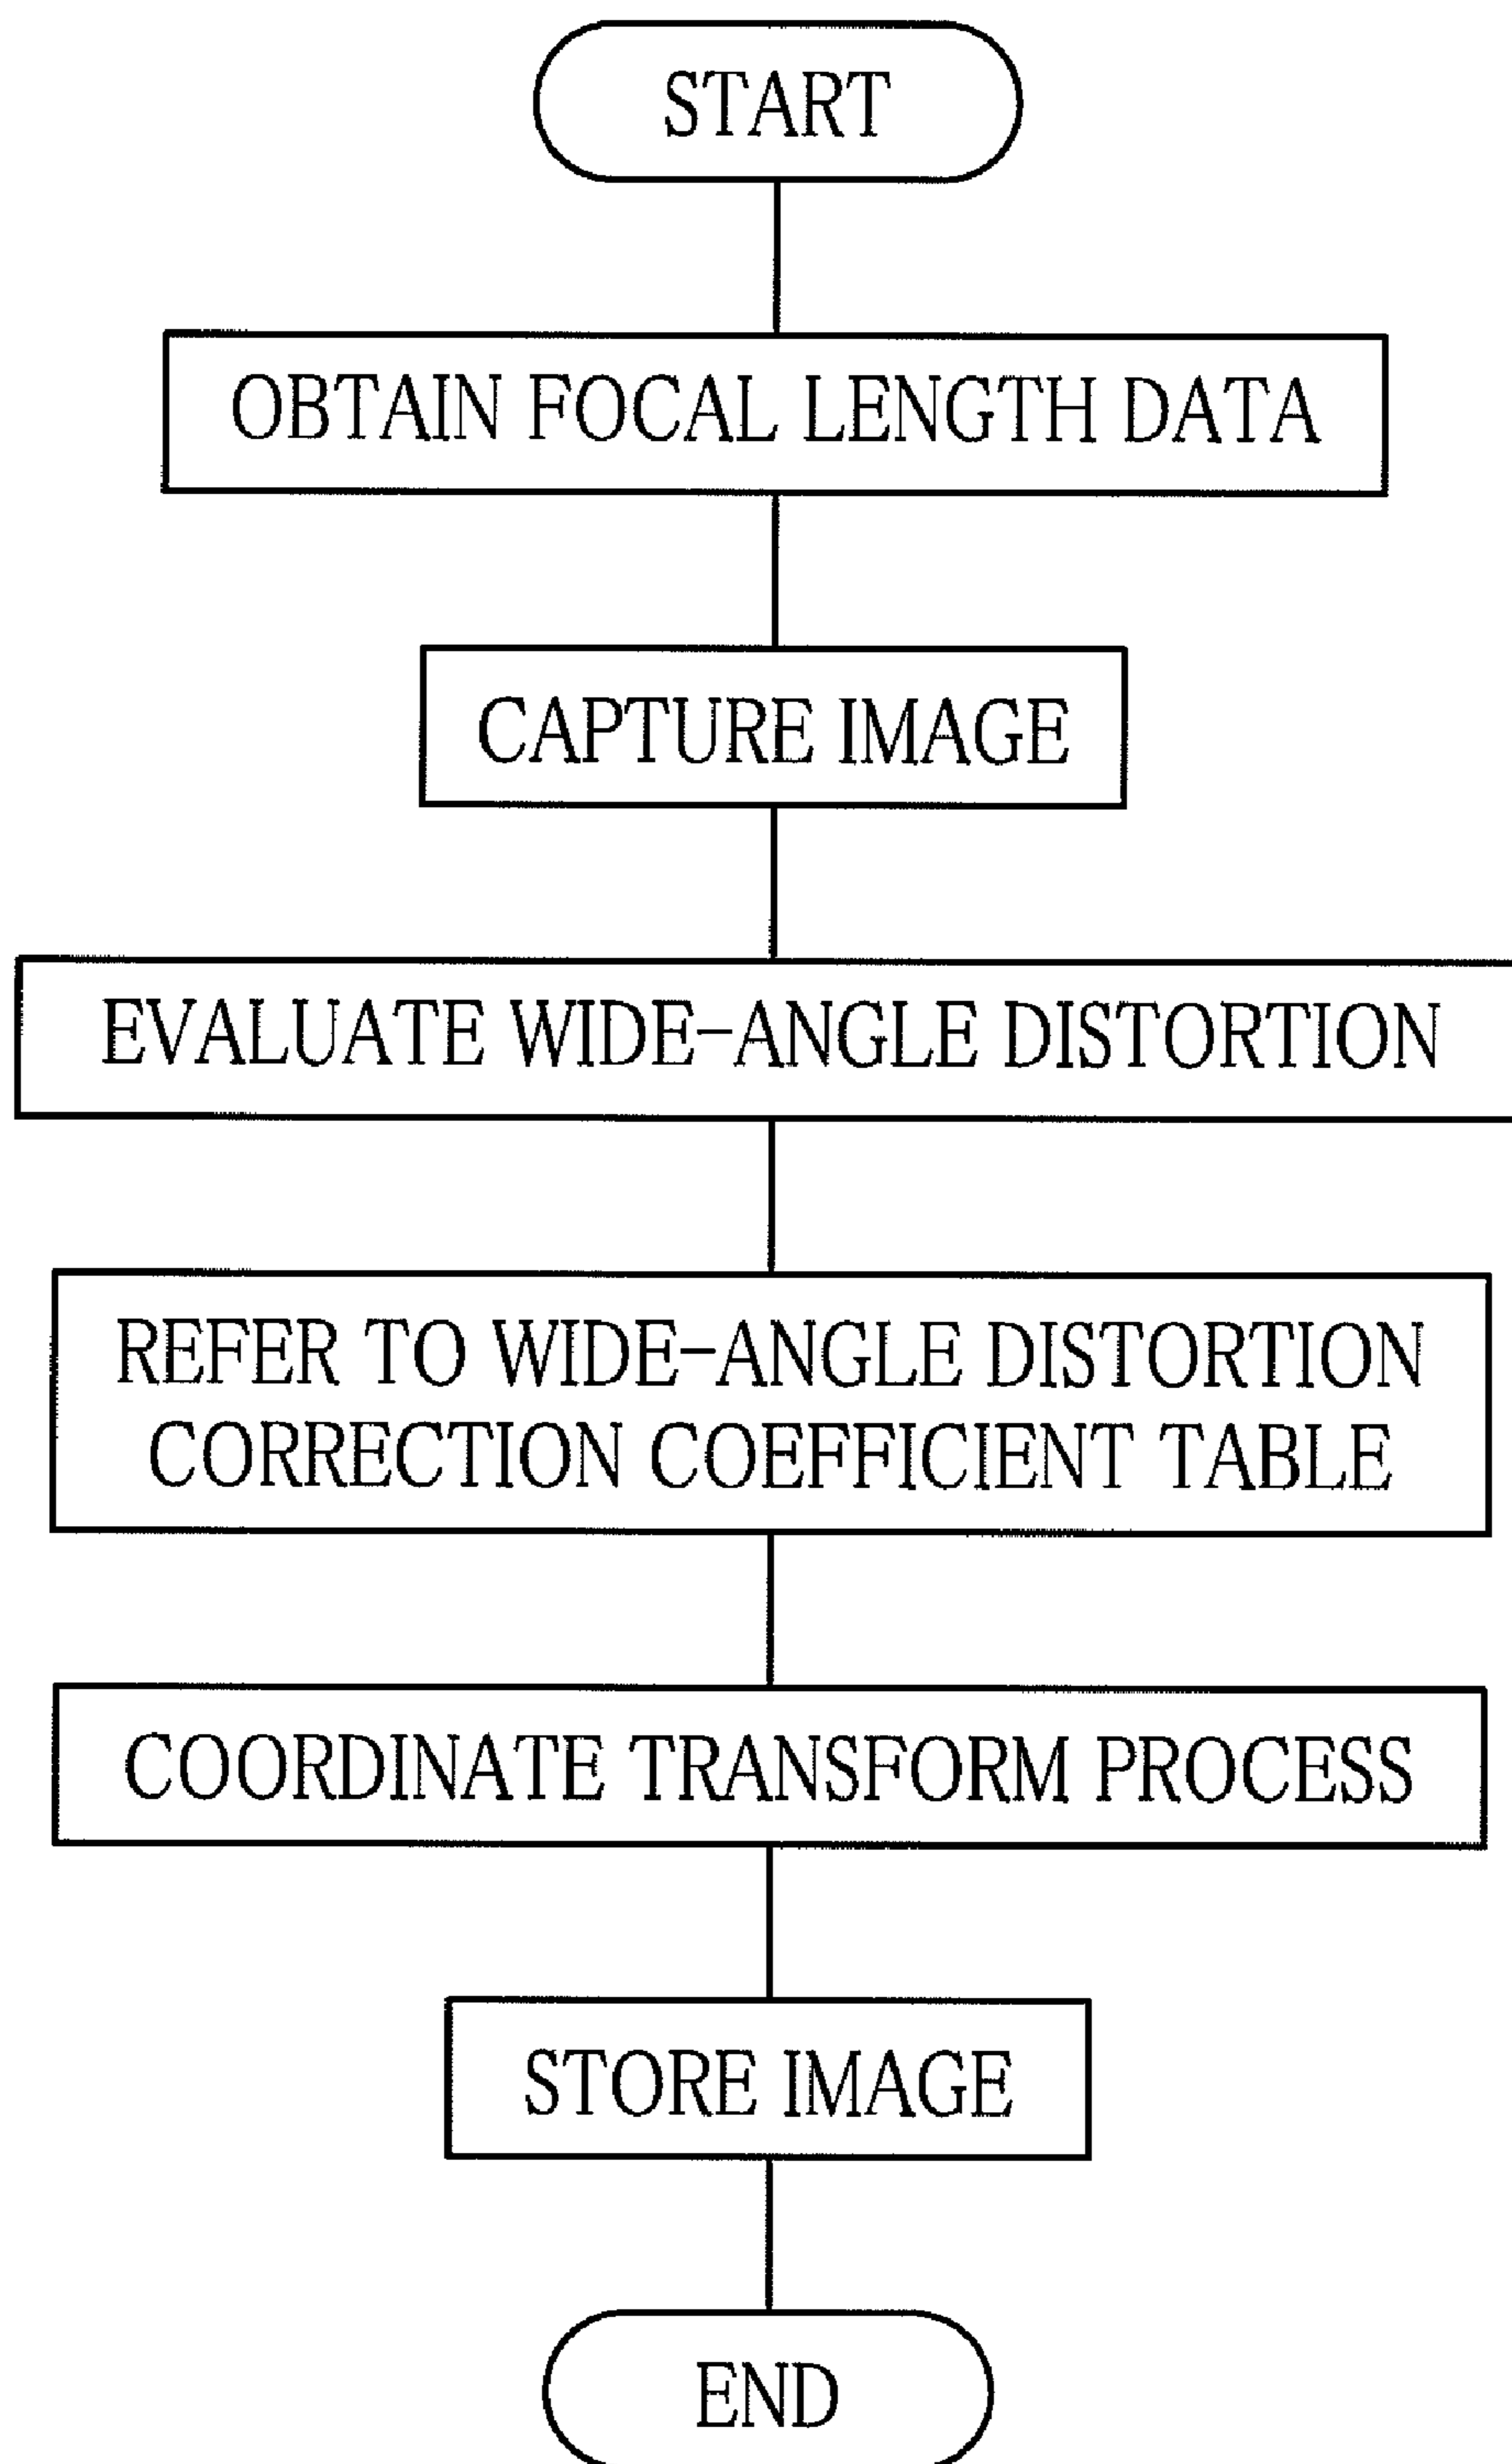 START
OBTAIN FOCAL LENGTH DATA
CAPTURE IMAGE
EVALUATE WIDE-ANGLE DISTORTION
REFER TO WIDE-ANGLE DISTORTION
CORRECTION COEFFICIENT TABLE
COORDINATE TRANSFORM PROCESS
STORE IMAGE
END